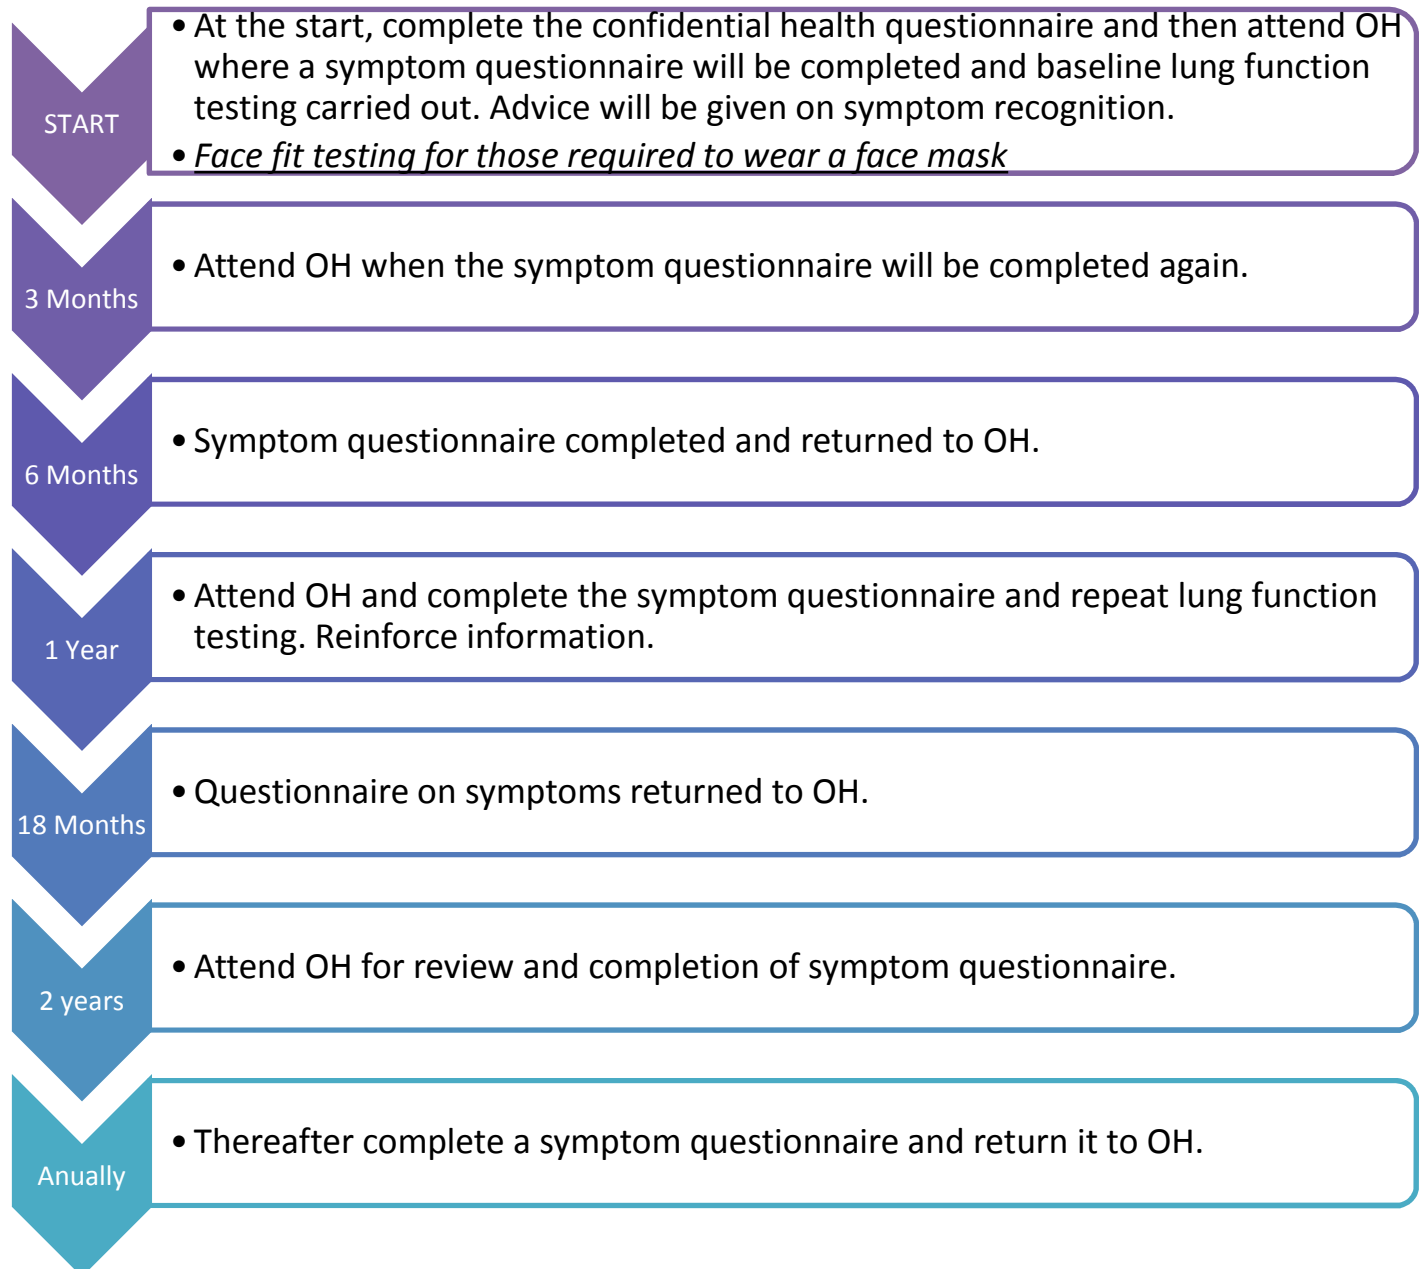 START
• At the start, complete the confidential health questionnaire and then attend OH
where a symptom questionnaire will be completed and baseline lung function
testing carried out. Advice will be given on symptom recognition.
• Face fit testing for those required to wear a face mask
3 Months
• Attend OH when the symptom questionnaire will be completed again.
6 Months
• Symptom questionnaire completed and returned to OH.
1 Year
• Attend OH and complete the symptom questionnaire and repeat lung function
testing. Reinforce information.
18 Months
• Questionnaire on symptoms returned to OH.
2 years
• Attend OH for review and completion of symptom questionnaire.
Anually
• Thereafter complete a symptom questionnaire and return it to OH.